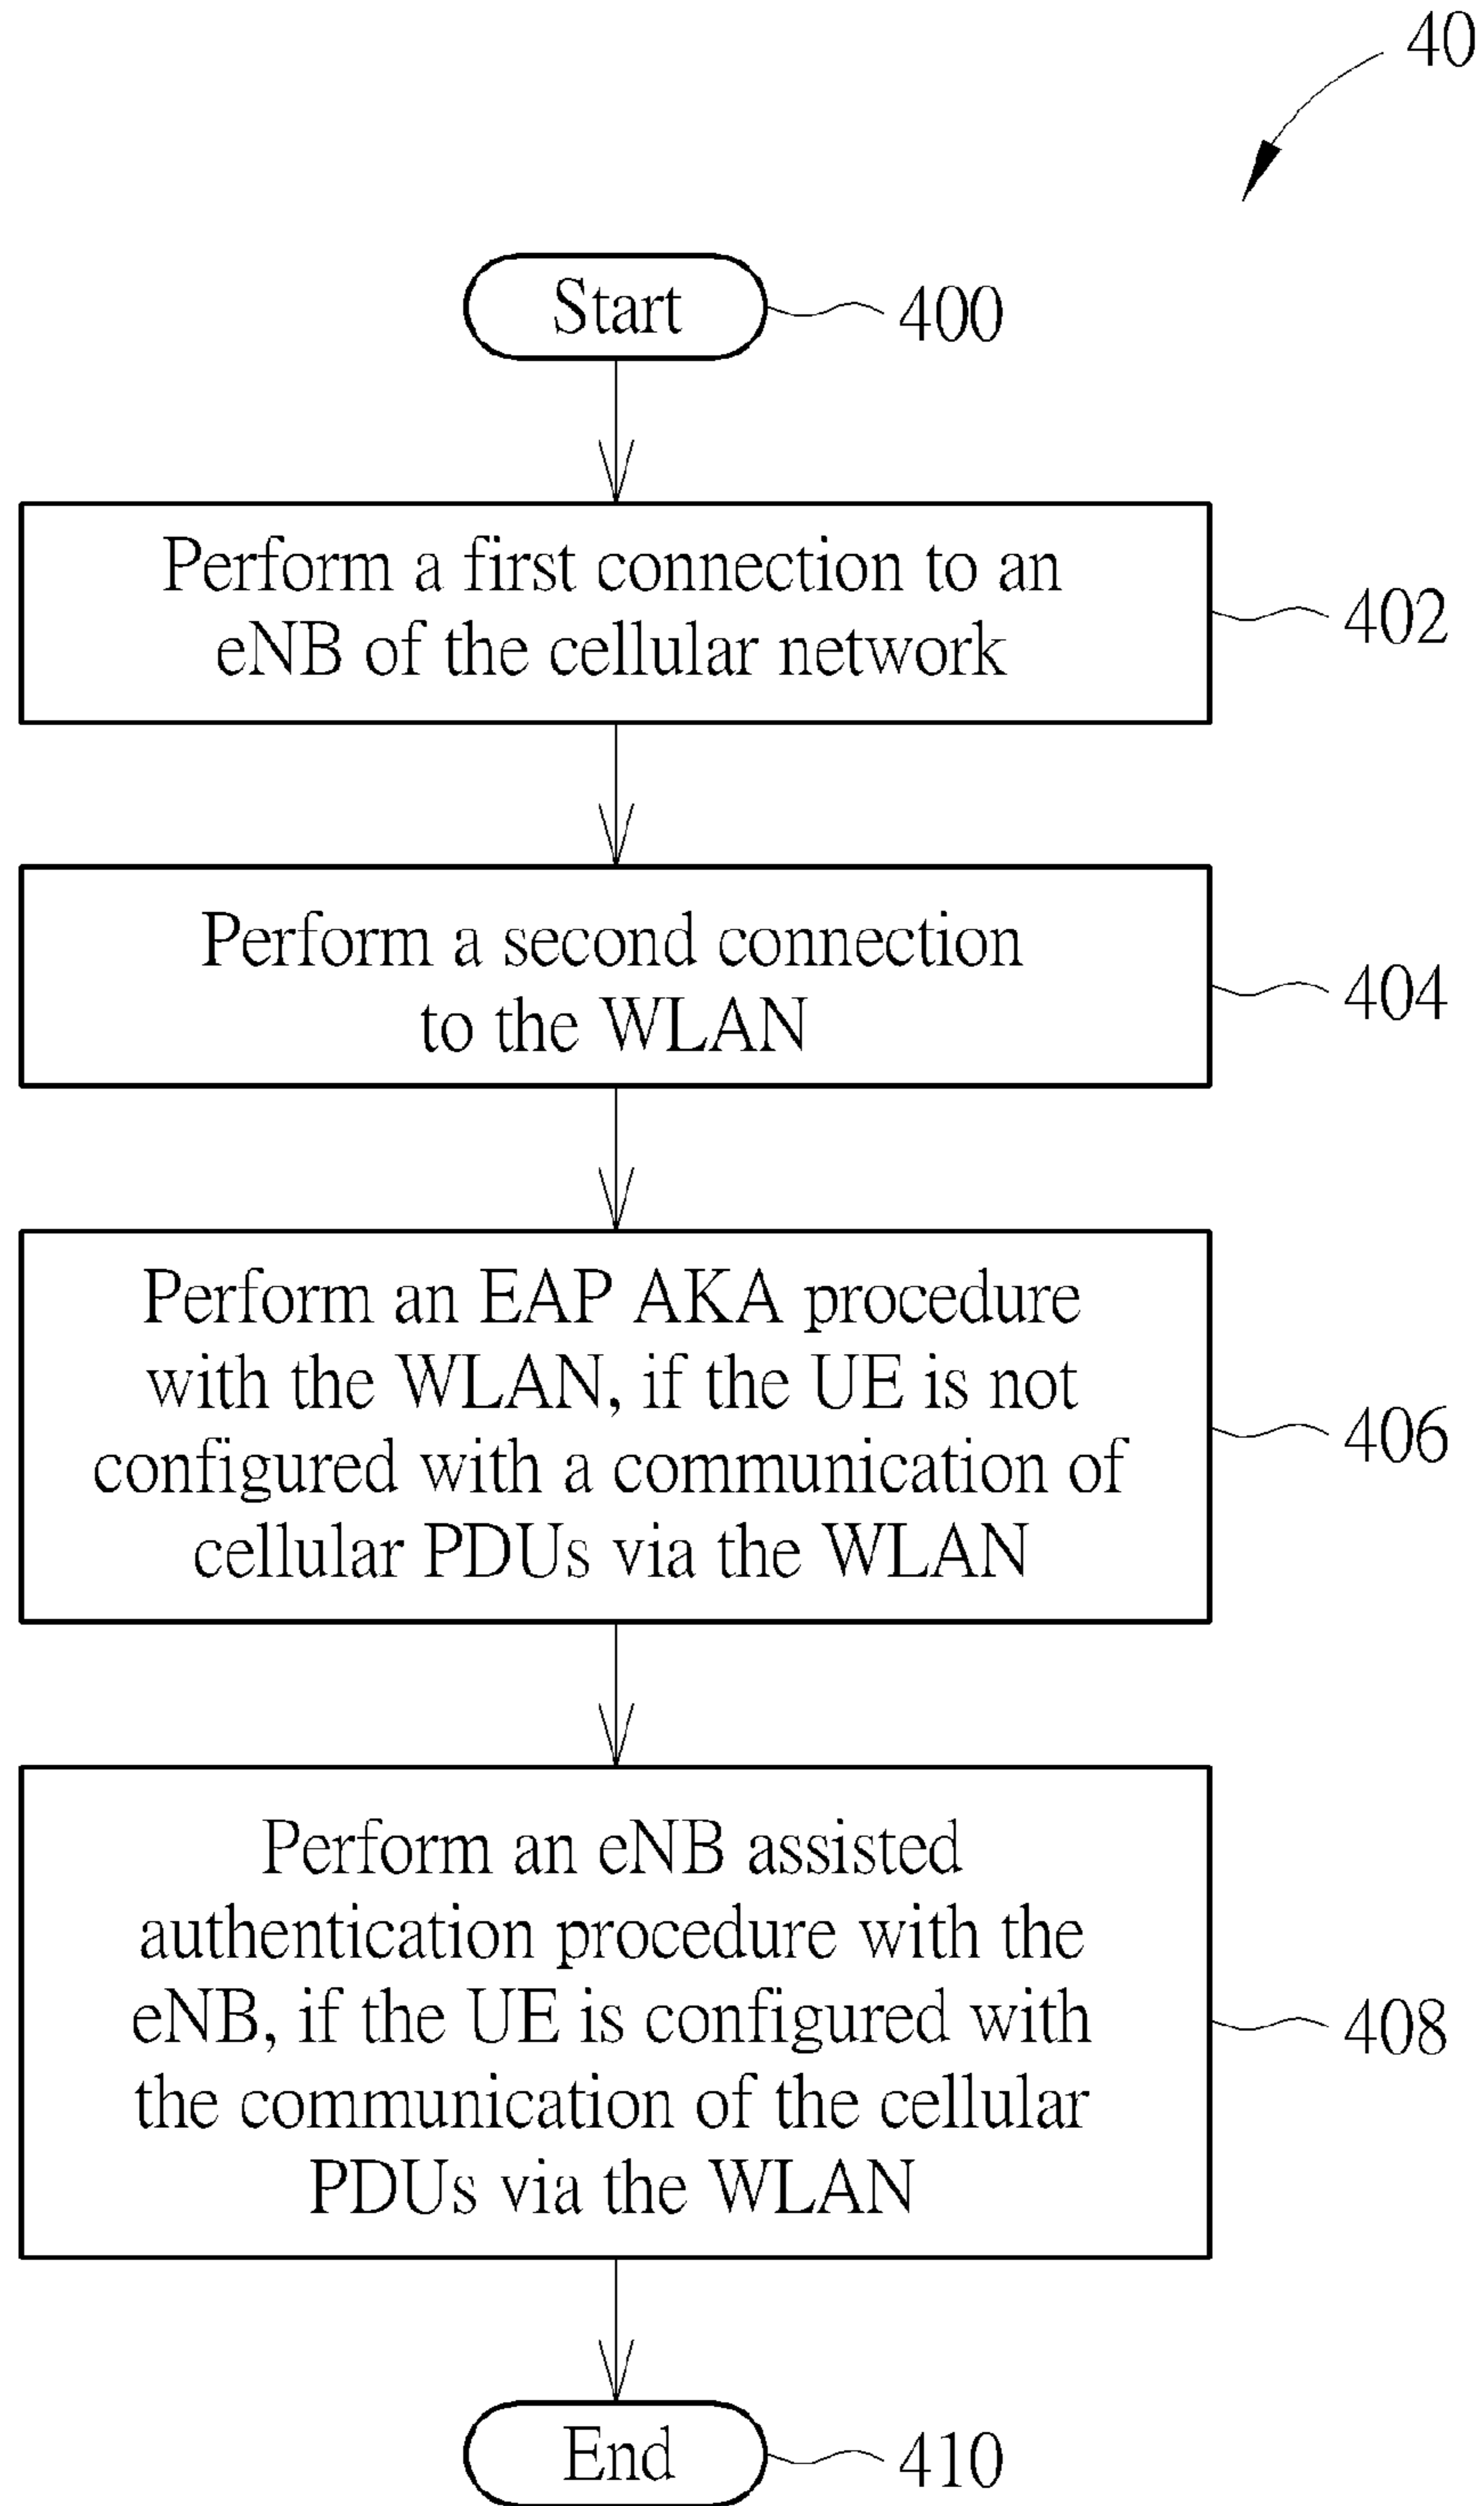 40
Start
400
Perform a first connection to an
eNB of the cellular network
402
Perform a second connection
to the WLAN
404
Perform an EAP AKA procedure
with the WLAN, if the UE is not
configured with a communication of
cellular PDUs via the WLAN
406
Perform an eNB assisted
authentication procedure with the
eNB, if the UE is configured with
the communication of the cellular
PDUs via the WLAN
408
End
410